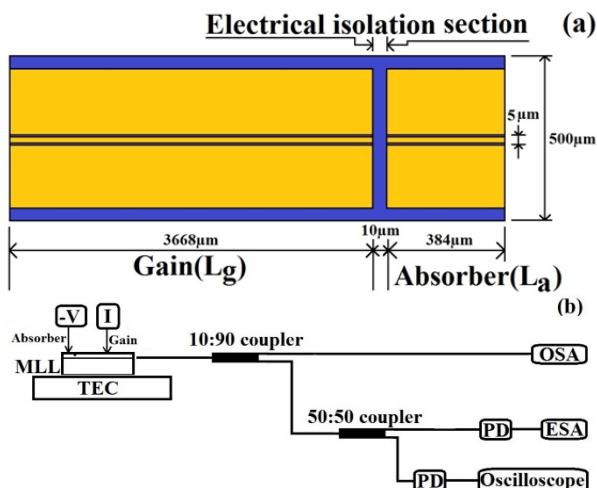 Electrical isolation section
(a)
5μm
500μm
10μm
3668μm
384μm
Gain(Lg)
Absorber(La)
(b)
-V
I
Absorber
Gain
10:90 coupler
MLL
OSA
TEC
50:50 coupler
PD
ESA
PD
Oscilloscope